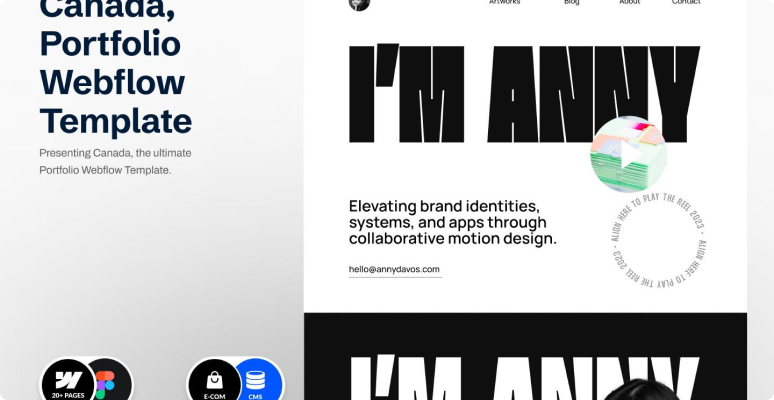 Canada,
Portfolio
Webflow
Template
Presenting Canada, the ultimate
Portfolio Webflow Template.
20+ PAGES
E-COM
CMS
Artworks
Blog
About
Contact
I'M ANNY
Elevating brand identities,
systems, and apps through
collaborative motion design.
hello@annydavos.com
ALIGN HERE TO PLAY THE REEL 2023 • ALIGN HERE TO PLAY THE REEL 2023 •
I'M ANNY